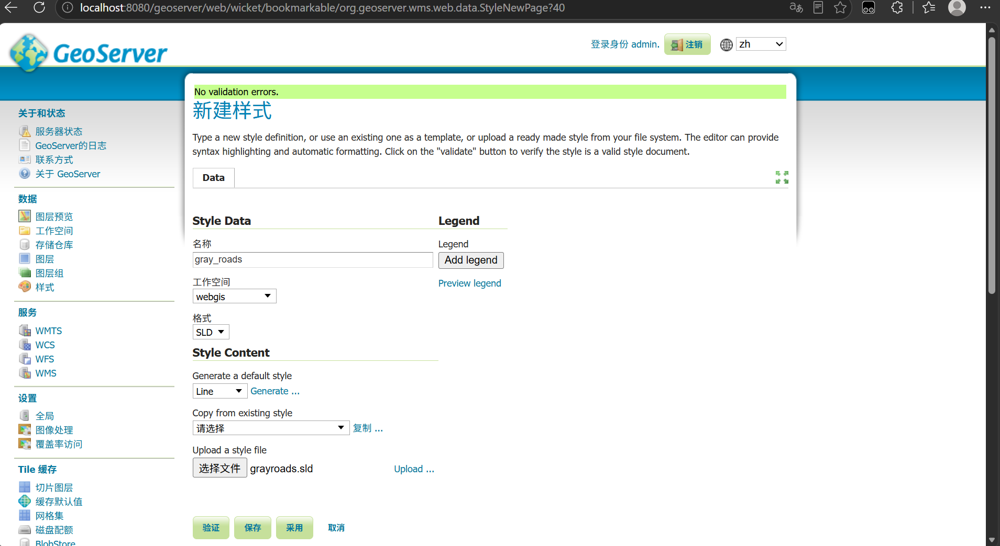 localhost:8080/geoserver/web/wicket/bookmarkable/org.geoserver.wms.web.data.StyleNewPage?40
GeoServer
登录身份 admin.
注销
zh
No validation errors.
新建样式
Type a new style definition, or use an existing one as a template, or upload a ready made style from your file system. The editor can provide
syntax highlighting and automatic formatting. Click on the "validate" button to verify the style is a valid style document.
关于和状态
服务器状态
GeoServer的日志
联系方式
关于 GeoServer
数据
图层预览
工作空间
存储仓库
图层
图层组
样式
服务
WMTS
WCS
WFS
WMS
设置
全局
图像处理
覆盖率访问
Tile 缓存
切片图层
缓存默认值
网格集
磁盘配额
BlobStore
Data
Style Data
名称
gray_roads
工作空间
webgis
格式
SLD
Legend
Legend
Add legend
Preview legend
Style Content
Generate a default style
Line
Generate ...
Copy from existing style
请选择
复制 ...
Upload a style file
选择文件 grayroads.sld
Upload ...
验证
保存
采用
取消